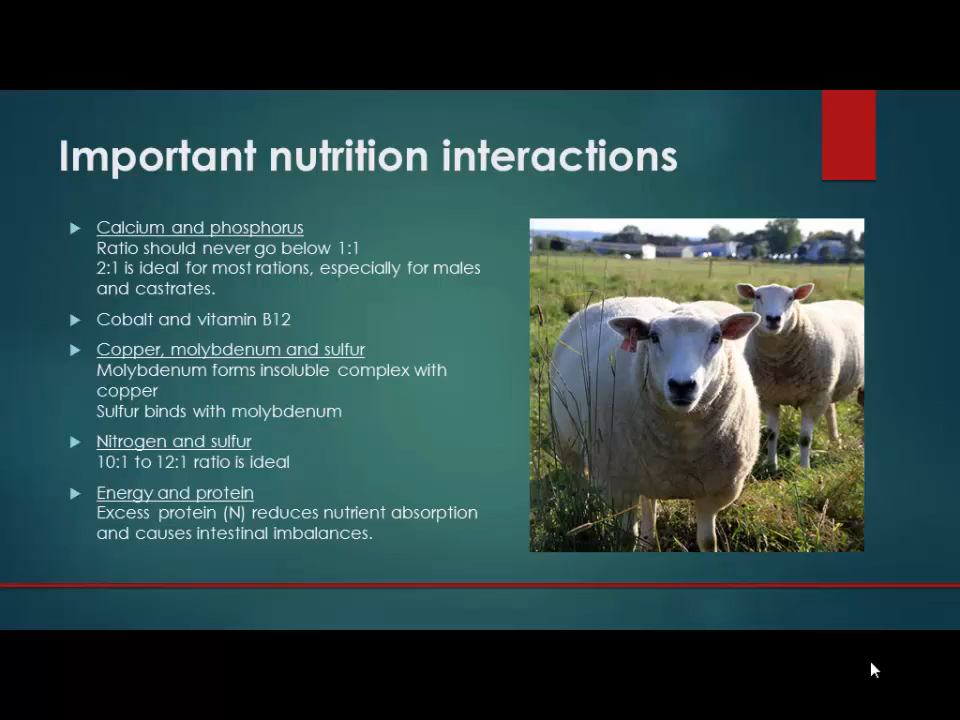 Important nutrition interactions
Calcium and phosphorus
Ratio should never go below 1:1
2:1 is ideal for most rations, especially for males
and castrates.
Cobalt and vitamin B12
Copper, molybdenum and sulfur
Molybdenum forms insoluble complex with
copper
Sulfur binds with molybdenum
Nitrogen and sulfur
10:1 to 12:1 ratio is ideal
Energy and protein
Excess protein (N) reduces nutrient absorption
and causes intestinal imbalances.